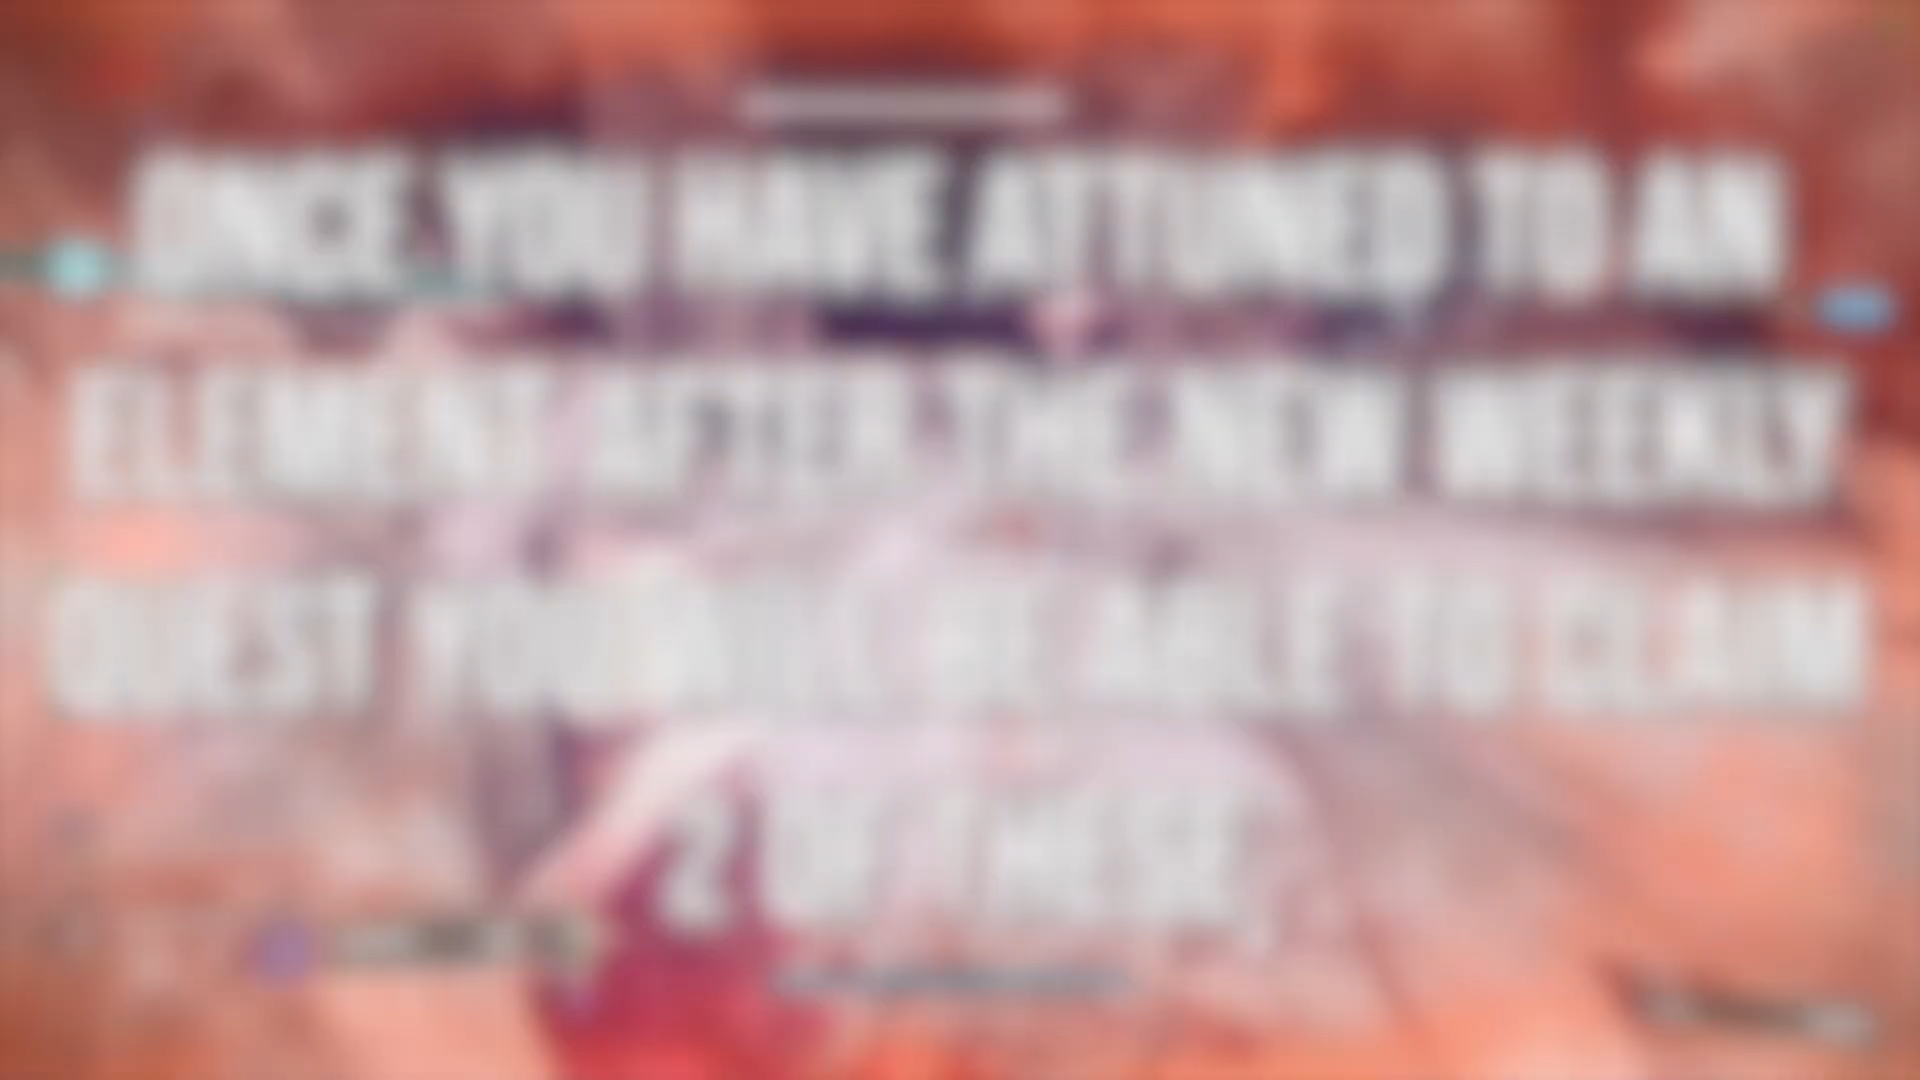 ONCE YOU HAVE ATTUNED TO AN
ELEMENT AFTER THE NEW WEEKLY
QUEST YOU WILL BE ABLE TO CLAIM
2 OF THESE